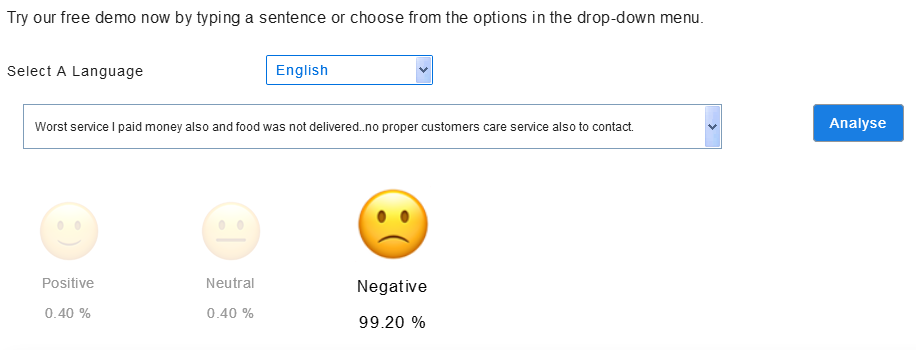 Try our free demo now by typing a sentence or choose from the options in the drop-down menu.
Select A Language
English
Worst service I paid money also and food was not delivered..no proper customers care service also to contact.
Analyse
Positive
Neutral
Negative
0.40 %
0.40 %
99.20 %